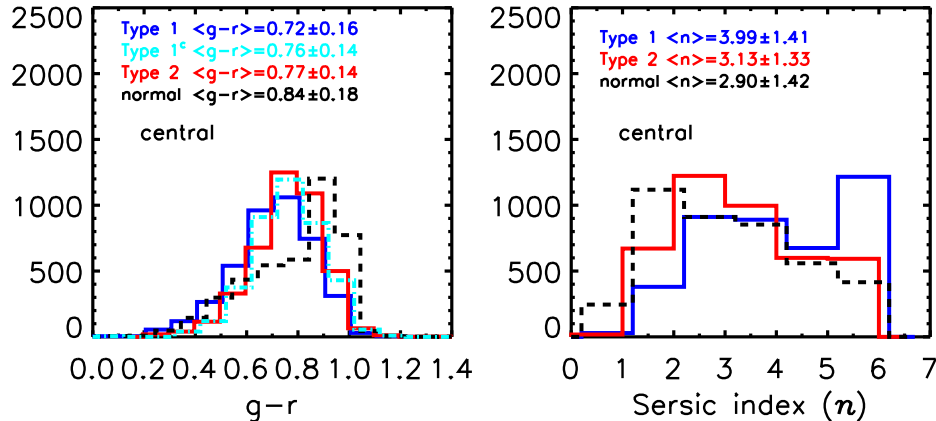 2500
2000
1500
1000
500
0
Type 1 <g-r>=0.72±0.16
Type 1ᶜ <g-r>=0.76±0.14
Type 2 <g-r>=0.77±0.14
normal <g-r>=0.84±0.18
central
0.0 0.2 0.4 0.6 0.8 1.0 1.2 1.4
g-r
2500
2000
1500
1000
500
0
Type 1 <n>=3.99±1.41
Type 2 <n>=3.13±1.33
normal <n>=2.90±1.42
central
0 1 2 3 4 5 6 7
Sersic index (n)